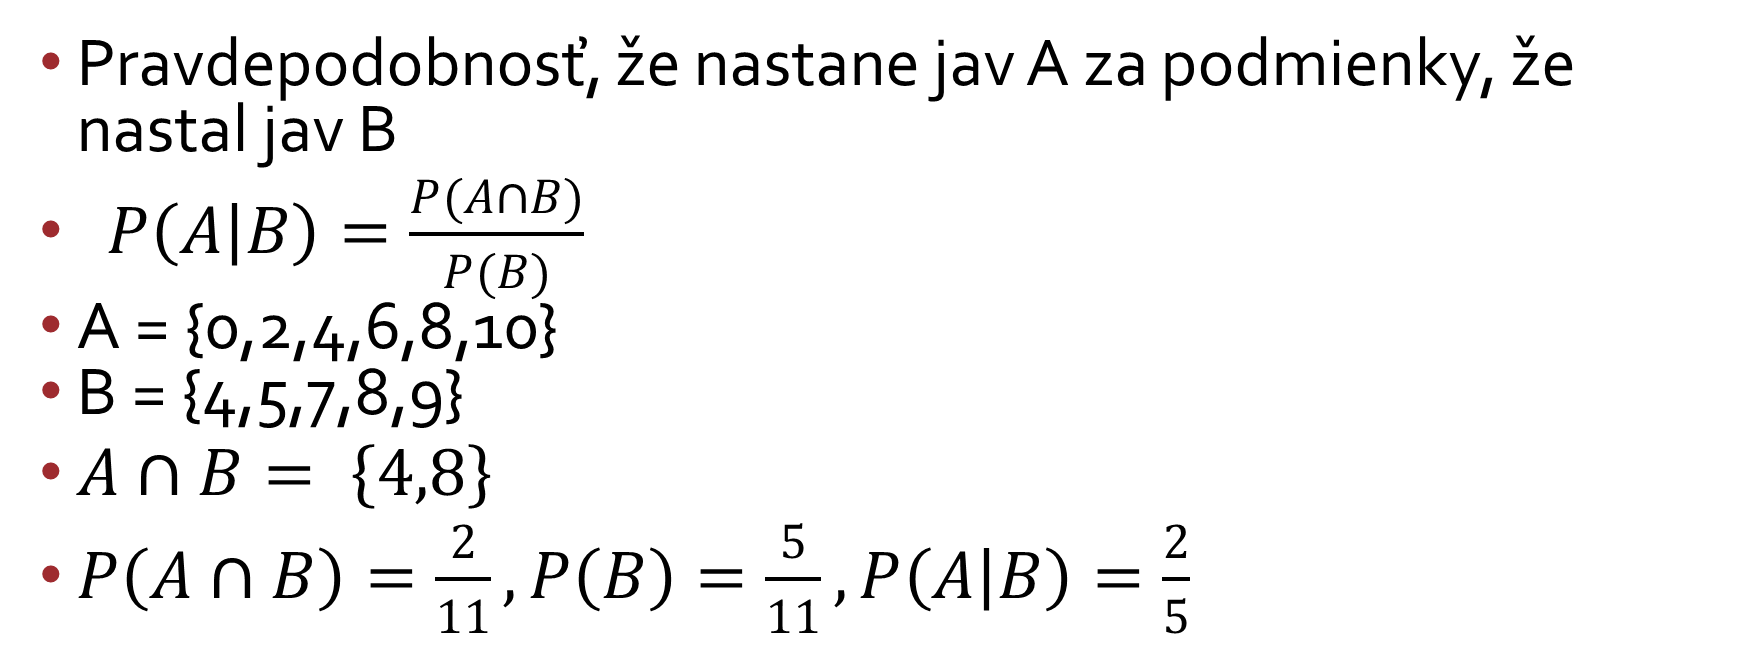 • Pravdepodobnosť, že nastane jav A za podmienky, že
nastal jav B
• P(A|B) = P(A∩B)/P(B)
• A = {0,2,4,6,8,10}
• B = {4,5,7,8,9}
• A ∩ B = {4,8}
• P(A ∩ B) = 2/11, P(B) = 5/11, P(A|B) = 2/5